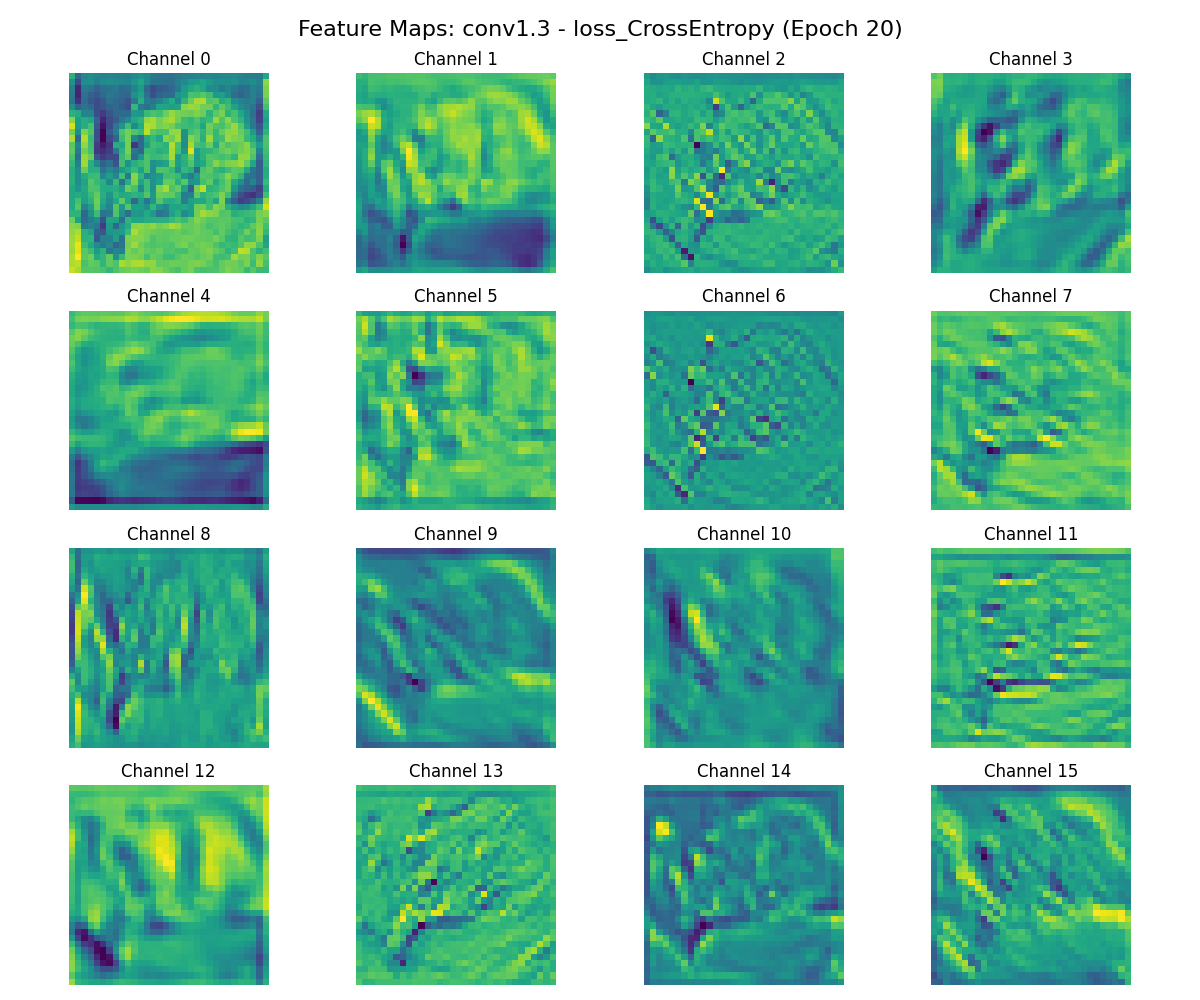 Feature Maps: conv1.3 - loss_CrossEntropy (Epoch 20)
Channel 0
Channel 1
Channel 2
Channel 3
Channel 4
Channel 5
Channel 6
Channel 7
Channel 8
Channel 9
Channel 10
Channel 11
Channel 12
Channel 13
Channel 14
Channel 15